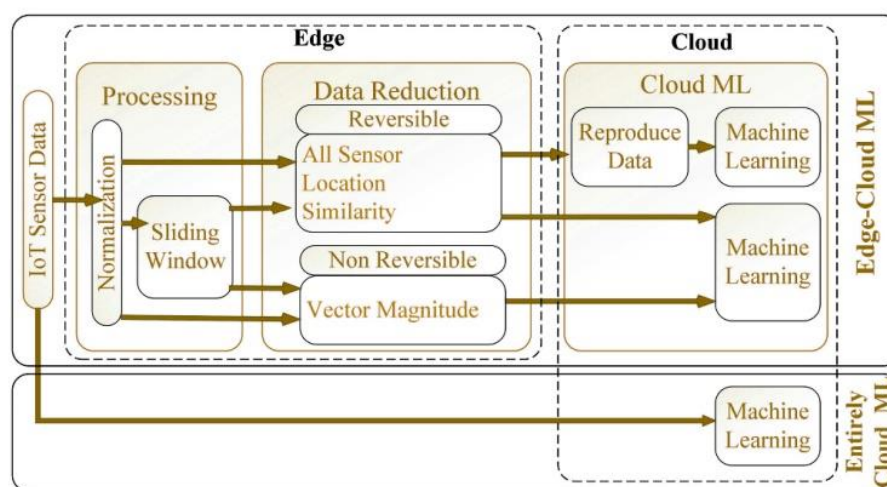 Edge
Cloud
Processing
Data Reduction
Cloud ML
Reversible
IoT Sensor Data
Normalization
Sliding
Window
All Sensor
Location
Similarity
Non Reversible
Vector Magnitude
Reproduce
Data
Machine
Learning
Machine
Learning
Edge-Cloud ML
Machine
Learning
Entirely
Cloud ML